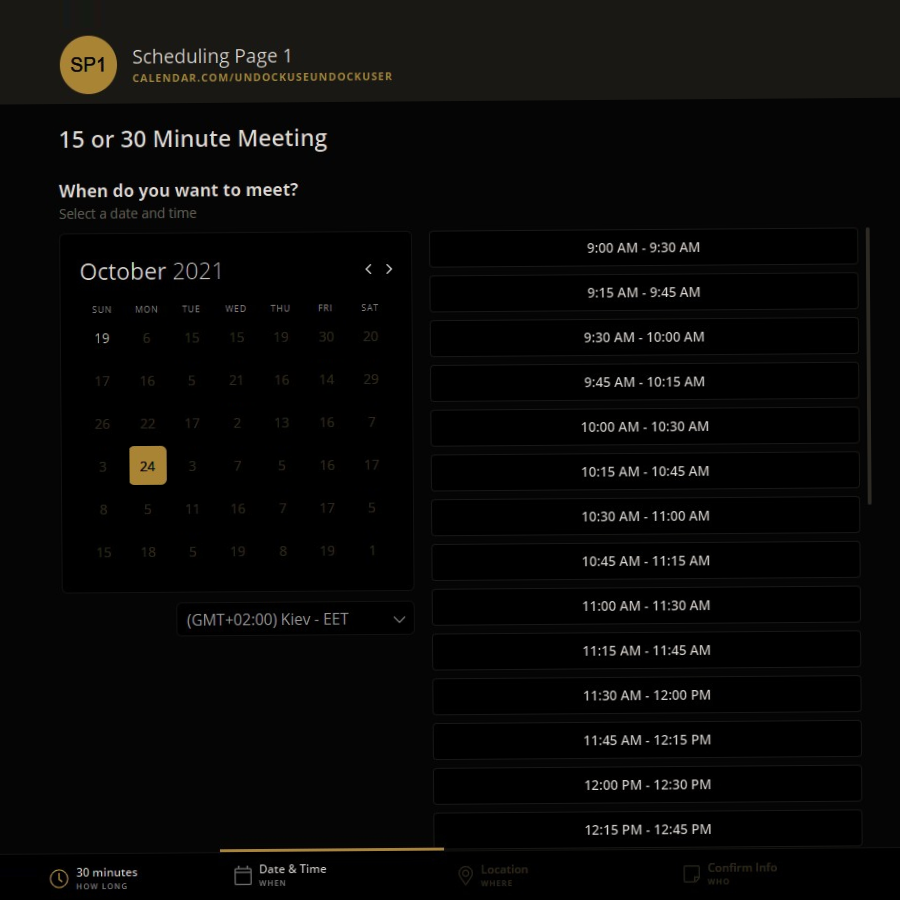 SP1
Scheduling Page 1
CALENDAR.COM/UNDOCKUSEUNDOCKUSER
15 or 30 Minute Meeting
When do you want to meet?
Select a date and time
October 2021
SUN MON TUE WED THU FRI SAT
19 6 15 15 19 30 20
17 16 5 21 16 14 29
26 22 17 2 13 16 7
3 24 3 7 5 16 17
8 5 11 16 7 17 5
15 18 5 19 8 19 1
(GMT+02:00) Kiev - EET
9:00 AM - 9:30 AM
9:15 AM - 9:45 AM
9:30 AM - 10:00 AM
9:45 AM - 10:15 AM
10:00 AM - 10:30 AM
10:15 AM - 10:45 AM
10:30 AM - 11:00 AM
10:45 AM - 11:15 AM
11:00 AM - 11:30 AM
11:15 AM - 11:45 AM
11:30 AM - 12:00 PM
11:45 AM - 12:15 PM
12:00 PM - 12:30 PM
12:15 PM - 12:45 PM
30 minutes
HOW LONG
Date & Time
WHEN
Location
WHERE
Confirm Info
WHO